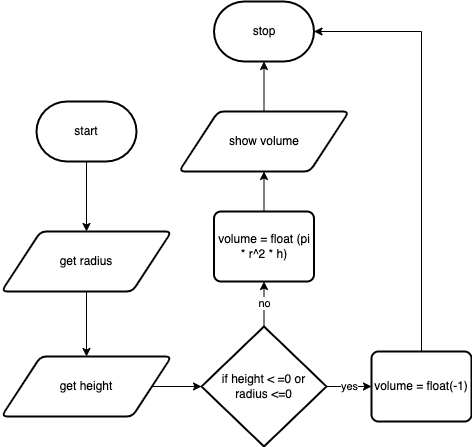 stop
start
show volume
get radius
volume = float (pi
* r^2 * h)
no
get height
if height < =0 or
radius <=0
yes
volume = float(-1)